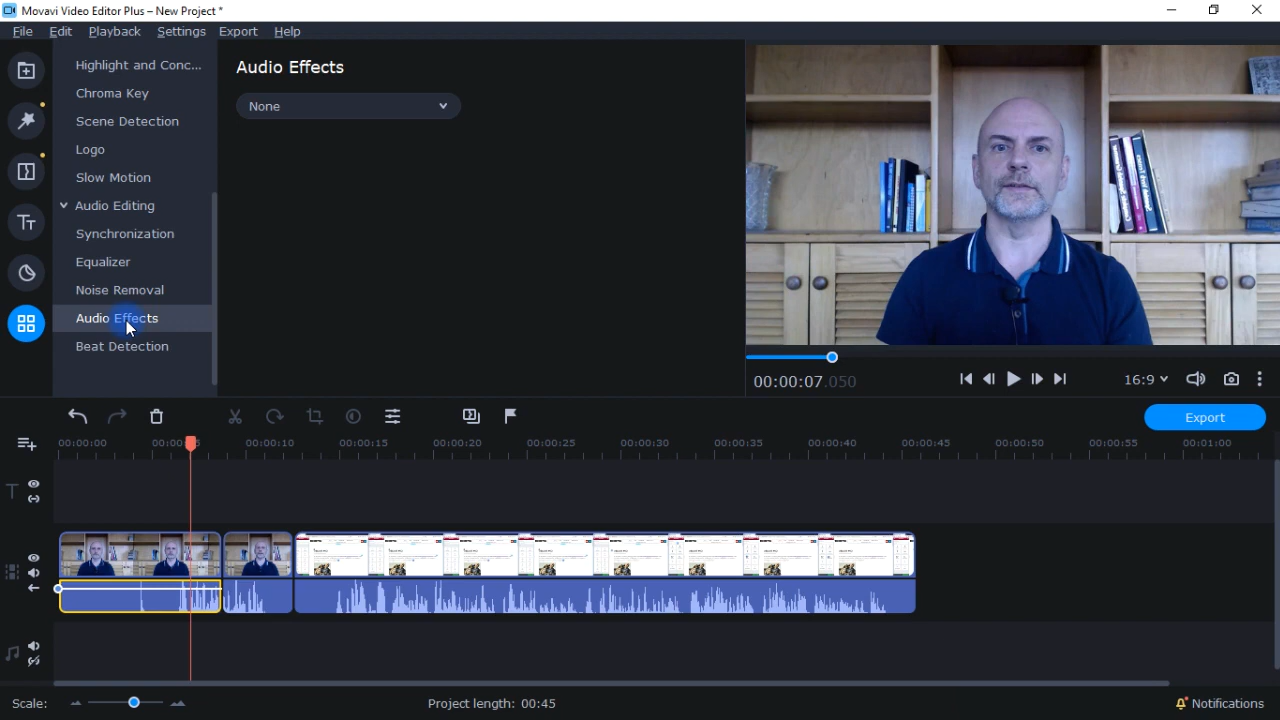 Movavi Video Editor Plus – New Project *
File Edit Playback Settings Export Help
Highlight and Conc...
Chroma Key
Scene Detection
Logo
Slow Motion
Audio Editing
Synchronization
Equalizer
Noise Removal
Audio Effects
Beat Detection
Audio Effects
None
00:00:07.050
16:9
Export
00:00:00 00:00:10 00:00:15 00:00:20 00:00:25 00:00:30 00:00:35 00:00:40 00:00:45 00:00:50 00:00:55 00:01:00
Scale: Project length: 00:45 Notifications